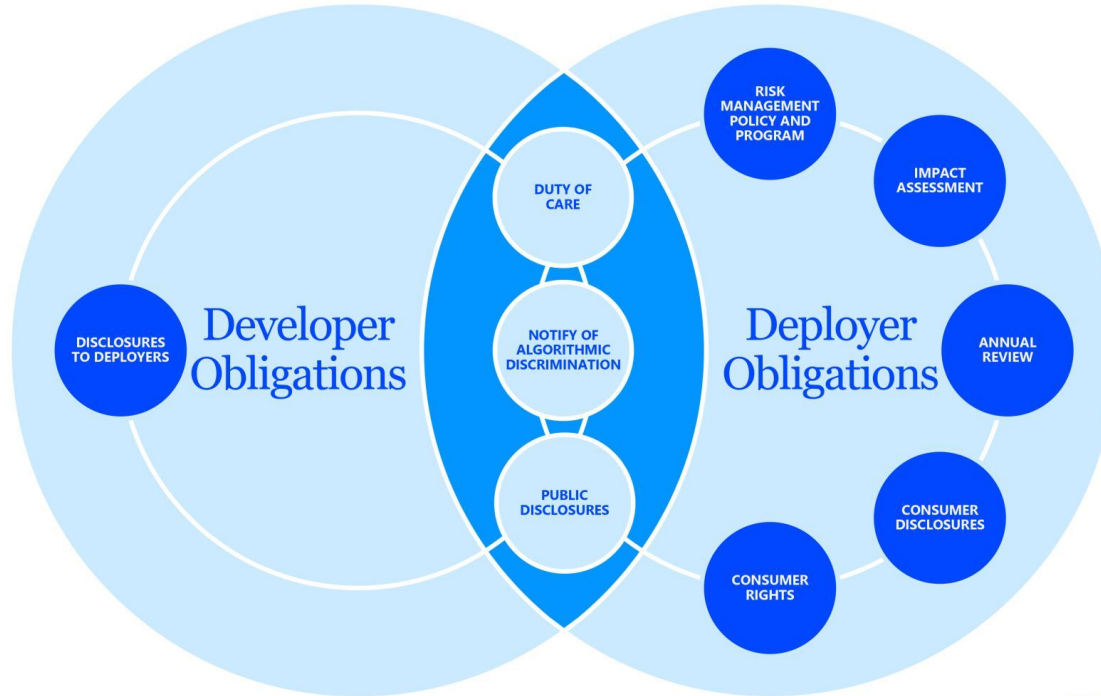 Developer
Obligations
DISCLOSURES
TO DEPLOYERS
DUTY OF
CARE
NOTIFY OF
ALGORITHMIC
DISCRIMINATION
PUBLIC
DISCLOSURES
Deployer
Obligations
RISK
MANAGEMENT
POLICY AND
PROGRAM
IMPACT
ASSESSMENT
ANNUAL
REVIEW
CONSUMER
DISCLOSURES
CONSUMER
RIGHTS